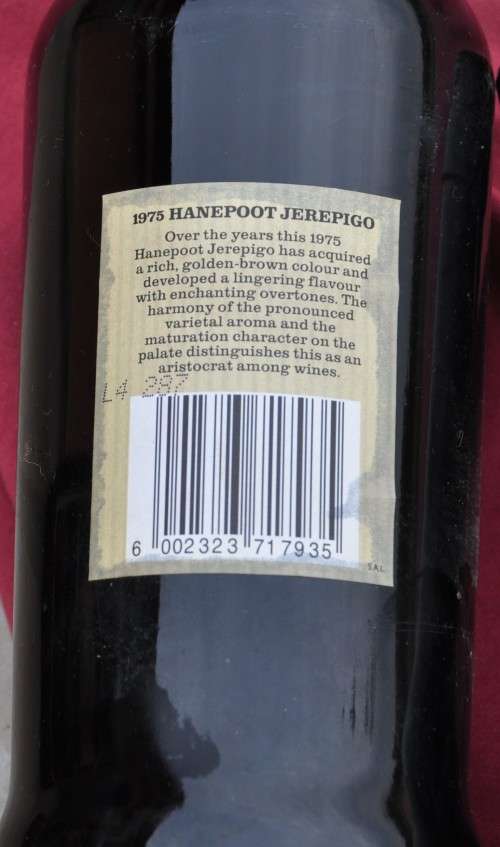 1975 HANEPOOT JEREPIGO
Over the years this 1975
Hanepoot Jerepigo has acquired
a rich, golden-brown colour and
developed a lingering flavour
with enchanting overtones. The
harmony of the pronounced
varietal aroma and the
maturation character on the
palate distinguishes this as an
aristocrat among wines.
L4 287
6 002323 717935
S.A.L.